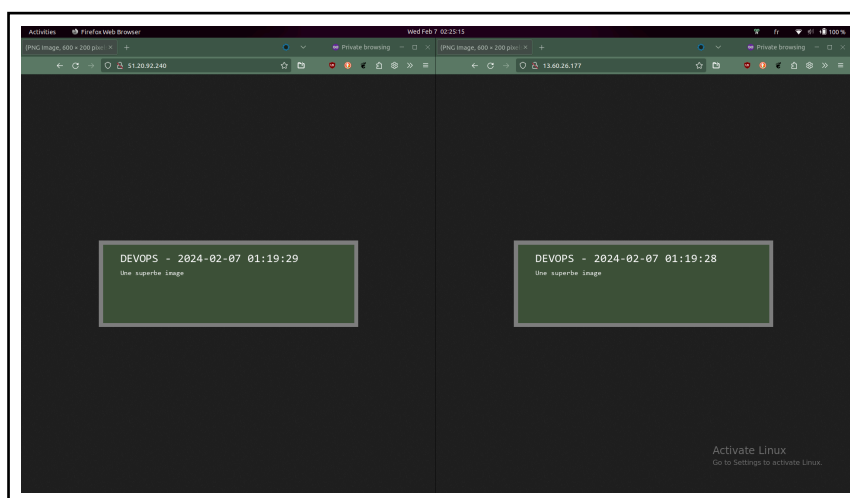 Activities Firefox Web Browser Wed Feb 7 02:25:15 fr 100 %
(PNG Image, 600 × 200 pixel Private browsing
51.20.92.240
DEVOPS - 2024-02-07 01:19:29
Une superbe image
(PNG Image, 600 × 200 pixel Private browsing
13.60.26.177
DEVOPS - 2024-02-07 01:19:28
Une superbe image
Activate Linux
Go to Settings to activate Linux.